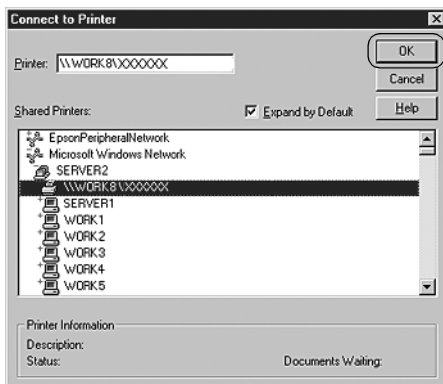 Connect to Printer
Printer: \\WORK8\XXXXXX
OK
Cancel
Shared Printers:
Expand by Default
Help
EpsonPeripheralNetwork
Microsoft Windows Network
SERVER2
\\WORK8\XXXXXX
SERVER1
WORK1
WORK2
WORK3
WORK4
WORK5
Printer Information
Description:
Status:
Documents Waiting: